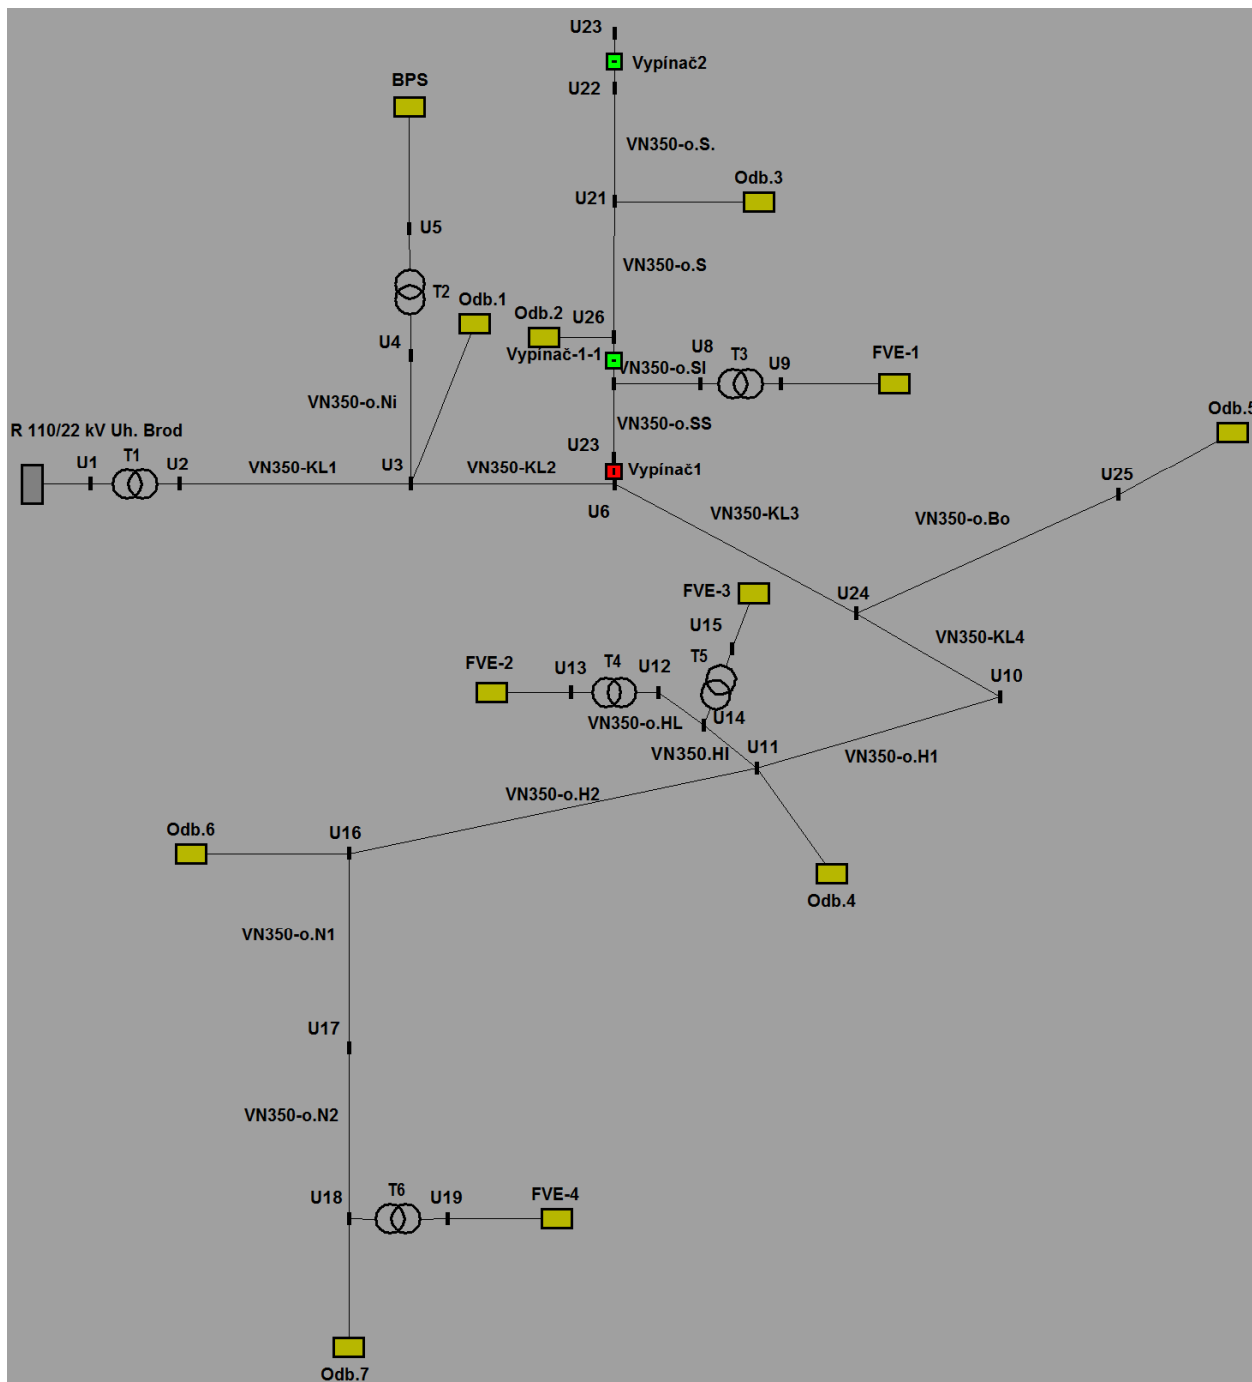 U23
Vypínač2
BPS
U22
VN350-o.S.
Odb.3
U21
U5
VN350-o.S
T2
Odb.1
Odb.2
U26
U4
Vypínač-1-1
U8
T3
U9
FVE-1
VN350-o.Sl
VN350-o.Ni
Odb.5
VN350-o.SS
R 110/22 kV Uh. Brod
U23
U1
T1
U2
VN350-KL1
U3
VN350-KL2
Vypínač1
U25
U6
VN350-KL3
VN350-o.Bo
FVE-3
U24
U15
VN350-KL4
FVE-2
U13
T4
U12
T5
U10
VN350-o.HL
U14
VN350.Hl
U11
VN350-o.H1
VN350-o.H2
Odb.6
U16
Odb.4
VN350-o.N1
U17
VN350-o.N2
U18
T6
U19
FVE-4
Odb.7